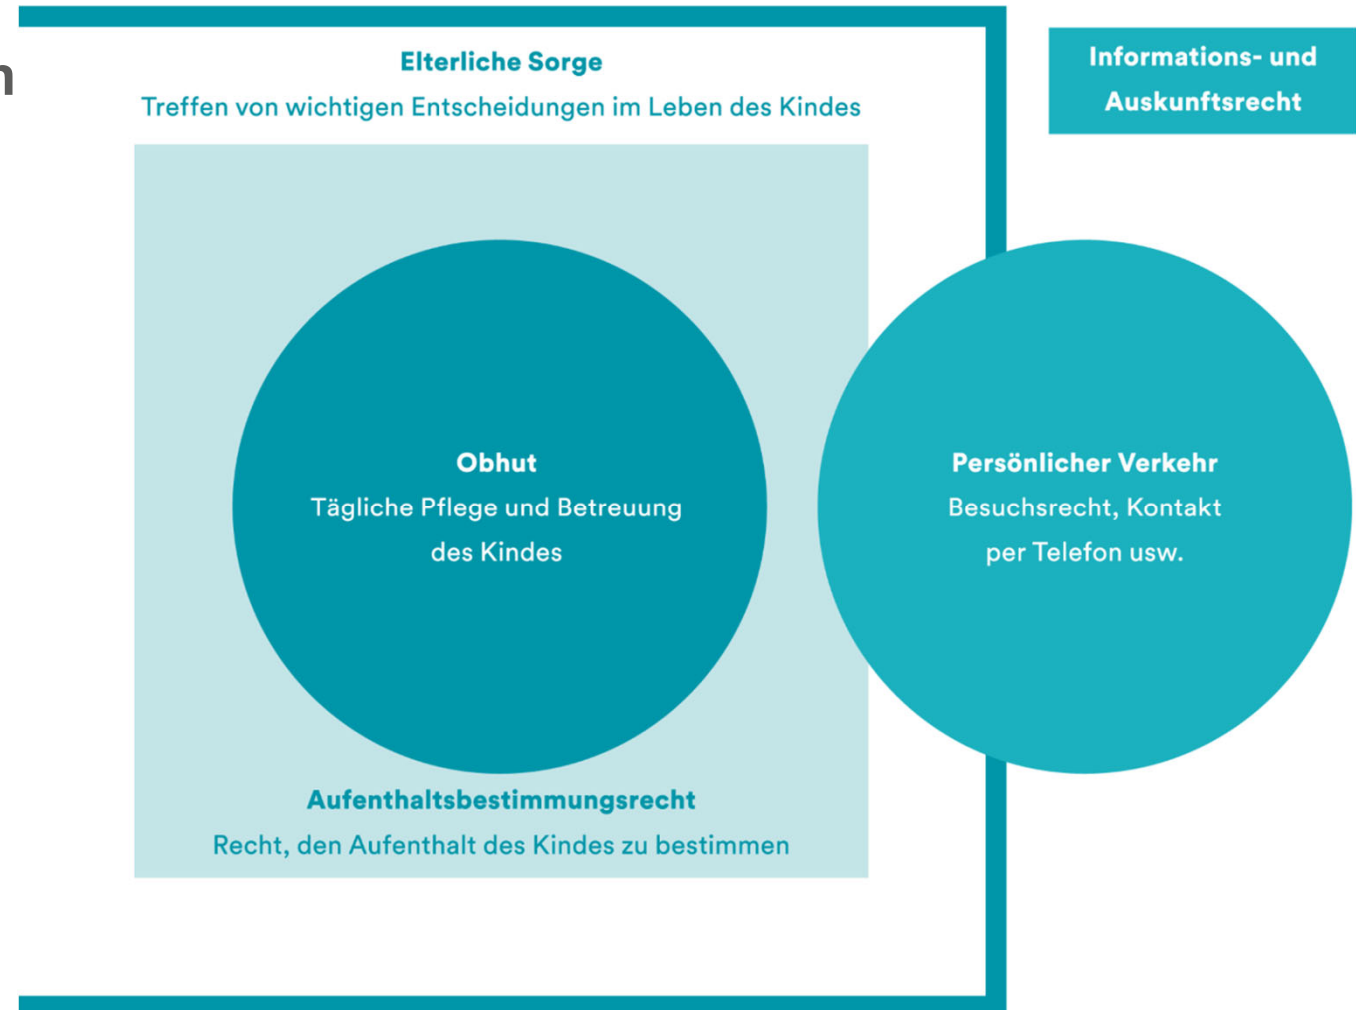 Elterliche Sorge
Treffen von wichtigen Entscheidungen im Leben des Kindes
Informations- und
Auskunftsrecht
Obhut
Tägliche Pflege und Betreuung
des Kindes
Persönlicher Verkehr
Besuchsrecht, Kontakt
per Telefon usw.
Aufenthaltsbestimmungsrecht
Recht, den Aufenthalt des Kindes zu bestimmen